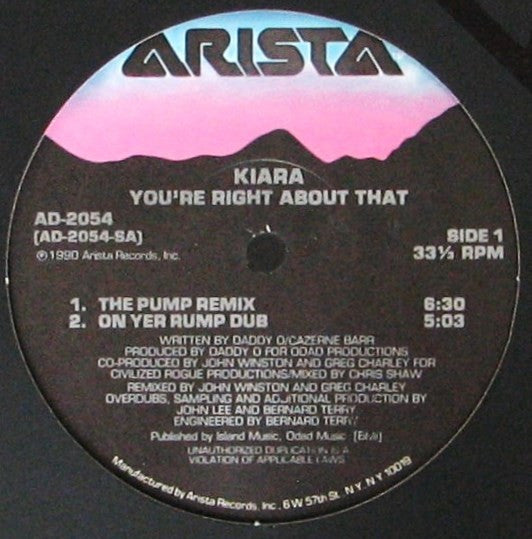 ARISTA
KIARA
YOU'RE RIGHT ABOUT THAT
AD-2054
(AD-2054-SA)
℗ 1990 Arista Records, Inc.
SIDE 1
33⅓ RPM
1. THE PUMP REMIX 6:30
2. ON YER RUMP DUB 5:03
WRITTEN BY DADDY O/CAZERNE BARR
PRODUCED BY DADDY O FOR ODAD PRODUCTIONS
CO-PRODUCED BY JOHN WINSTON AND GREG CHARLEY FOR
CIVILIZED ROGUE PRODUCTIONS/MIXED BY CHRIS SHAW
REMIXED BY JOHN WINSTON AND GREG CHARLEY
OVERDUBS, SAMPLING AND ADDITIONAL PRODUCTION BY
JOHN LEE AND BERNARD TERRY
ENGINEERED BY BERNARD TERRY
Published by Island Music, Odad Music (BMI)
UNAUTHORIZED DUPLICATION IS A
VIOLATION OF APPLICABLE LAWS
Manufactured by Arista Records, Inc., 6 W 57th St. N.Y. N.Y. 10019